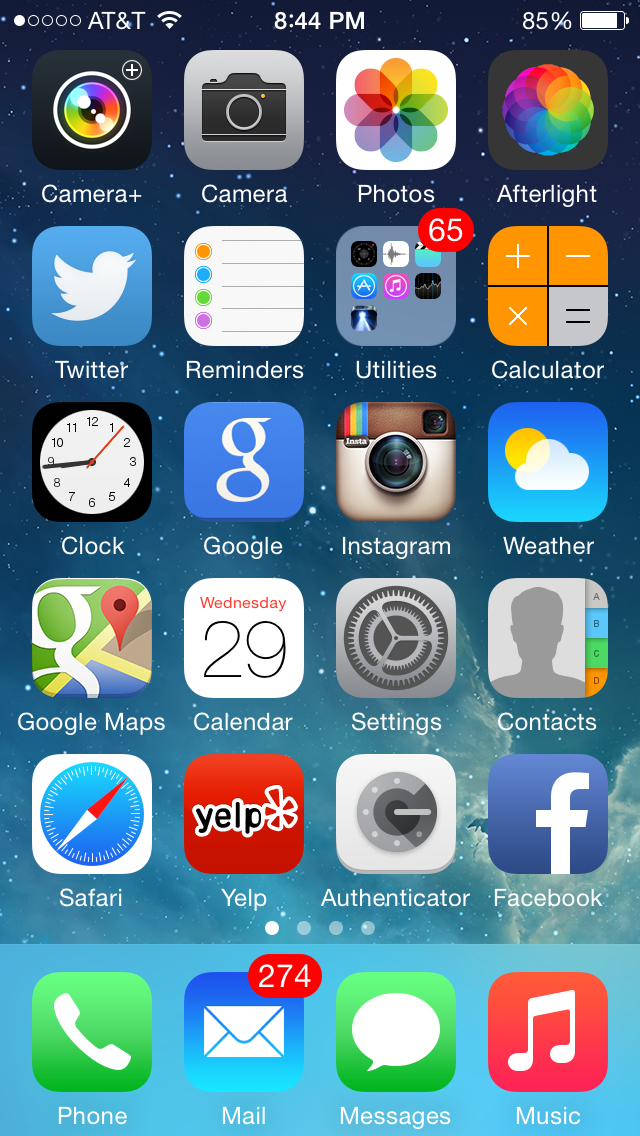 AT&T 8:44 PM 85%
Camera+ Camera Photos Afterlight
65
Twitter Reminders Utilities Calculator
12
11 1
10 2
9 3
8 4
7 5
6
g
Insta
Clock Google Instagram Weather
g
Wednesday
29
A
B
C
D
Google Maps Calendar Settings Contacts
yelp
f
Safari Yelp Authenticator Facebook
274
Phone Mail Messages Music